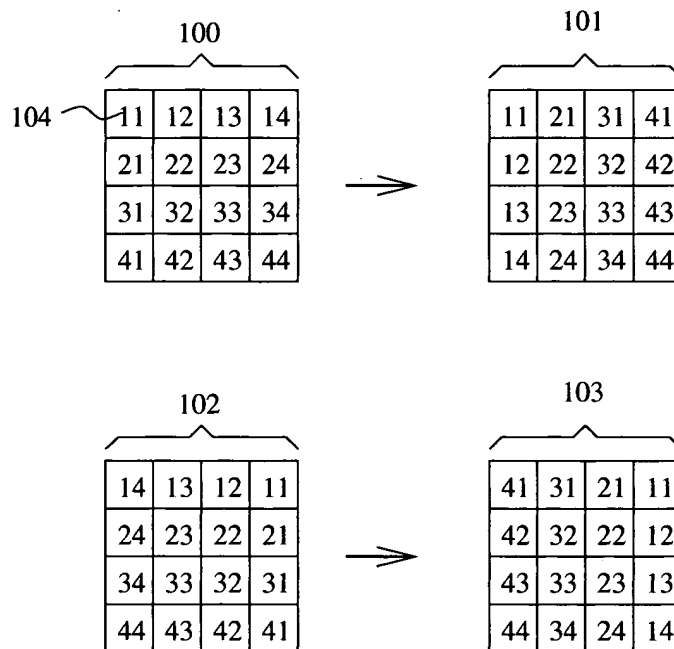 100 101
104 11 12 13 14 11 21 31 41
21 22 23 24 12 22 32 42
31 32 33 34 13 23 33 43
41 42 43 44 14 24 34 44
102 103
14 13 12 11 41 31 21 11
24 23 22 21 42 32 22 12
34 33 32 31 43 33 23 13
44 43 42 41 44 34 24 14